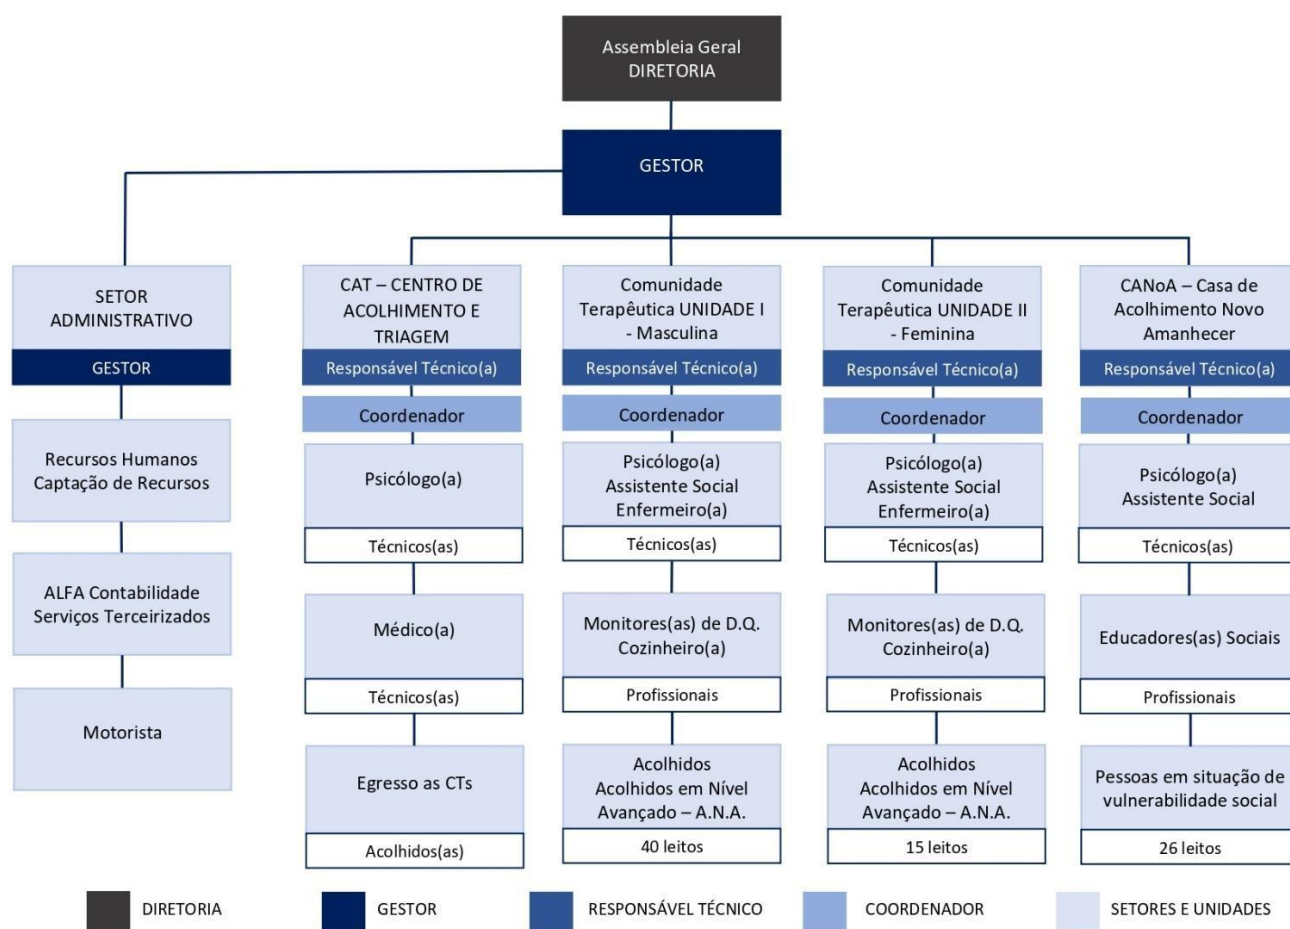 Assembleia Geral
DIRETORIA
GESTOR
SETOR
ADMINISTRATIVO
GESTOR
Recursos Humanos
Captação de Recursos
ALFA Contabilidade
Serviços Terceirizados
Motorista
CAT – CENTRO DE
ACOLHIMENTO E
TRIAGEM
Responsável Técnico(a)
Coordenador
Psicólogo(a)
Técnicos(as)
Médico(a)
Técnicos(as)
Egresso as CTs
Acolhidos(as)
Comunidade
Terapêutica UNIDADE I
- Masculina
Responsável Técnico(a)
Coordenador
Psicólogo(a)
Assistente Social
Enfermeiro(a)
Técnicos(as)
Monitores(as) de D.Q.
Cozinheiro(a)
Profissionais
Acolhidos
Acolhidos em Nível
Avançado – A.N.A.
40 leitos
Comunidade
Terapêutica UNIDADE II
- Feminina
Responsável Técnico(a)
Coordenador
Psicólogo(a)
Assistente Social
Enfermeiro(a)
Técnicos(as)
Monitores(as) de D.Q.
Cozinheiro(a)
Profissionais
Acolhidos
Acolhidos em Nível
Avançado – A.N.A.
15 leitos
CANoA – Casa de
Acolhimento Novo
Amanhecer
Responsável Técnico(a)
Coordenador
Psicólogo(a)
Assistente Social
Técnicos(as)
Educadores(as) Sociais
Profissionais
Pessoas em situação de
vulnerabilidade social
26 leitos
DIRETORIA
GESTOR
RESPONSÁVEL TÉCNICO
COORDENADOR
SETORES E UNIDADES